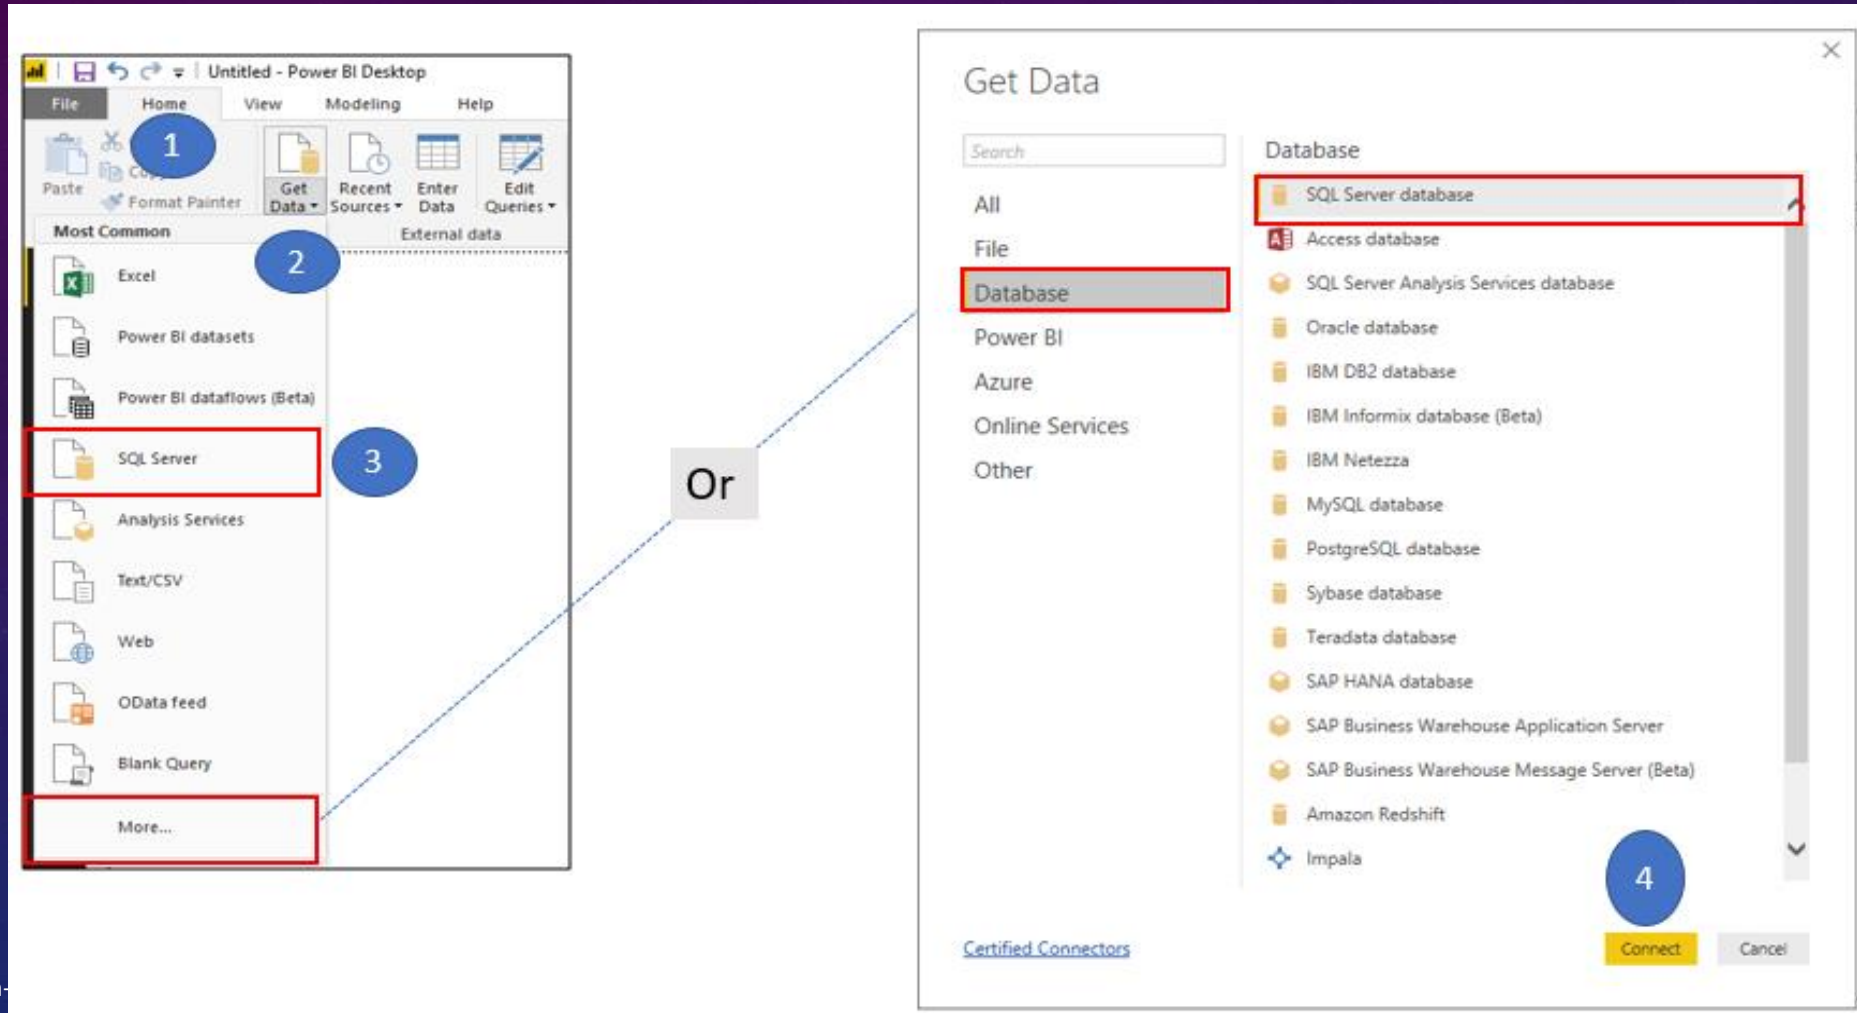 Untitled - Power BI Desktop
File Home View Modeling Help
1
Paste
Format Painter
Get Data
Recent Sources
Enter Data
Edit Queries
External data
Most Common
2
Excel
Power BI datasets
Power BI dataflows (Beta)
SQL Server
3
Analysis Services
Text/CSV
Web
OData feed
Blank Query
More...
Or
Get Data
Search
All
File
Database
Power BI
Azure
Online Services
Other
Database
SQL Server database
Access database
SQL Server Analysis Services database
Oracle database
IBM DB2 database
IBM Informix database (Beta)
IBM Netezza
MySQL database
PostgreSQL database
Sybase database
Teradata database
SAP HANA database
SAP Business Warehouse Application Server
SAP Business Warehouse Message Server (Beta)
Amazon Redshift
Impala
4
Certified Connectors
Connect
Cancel